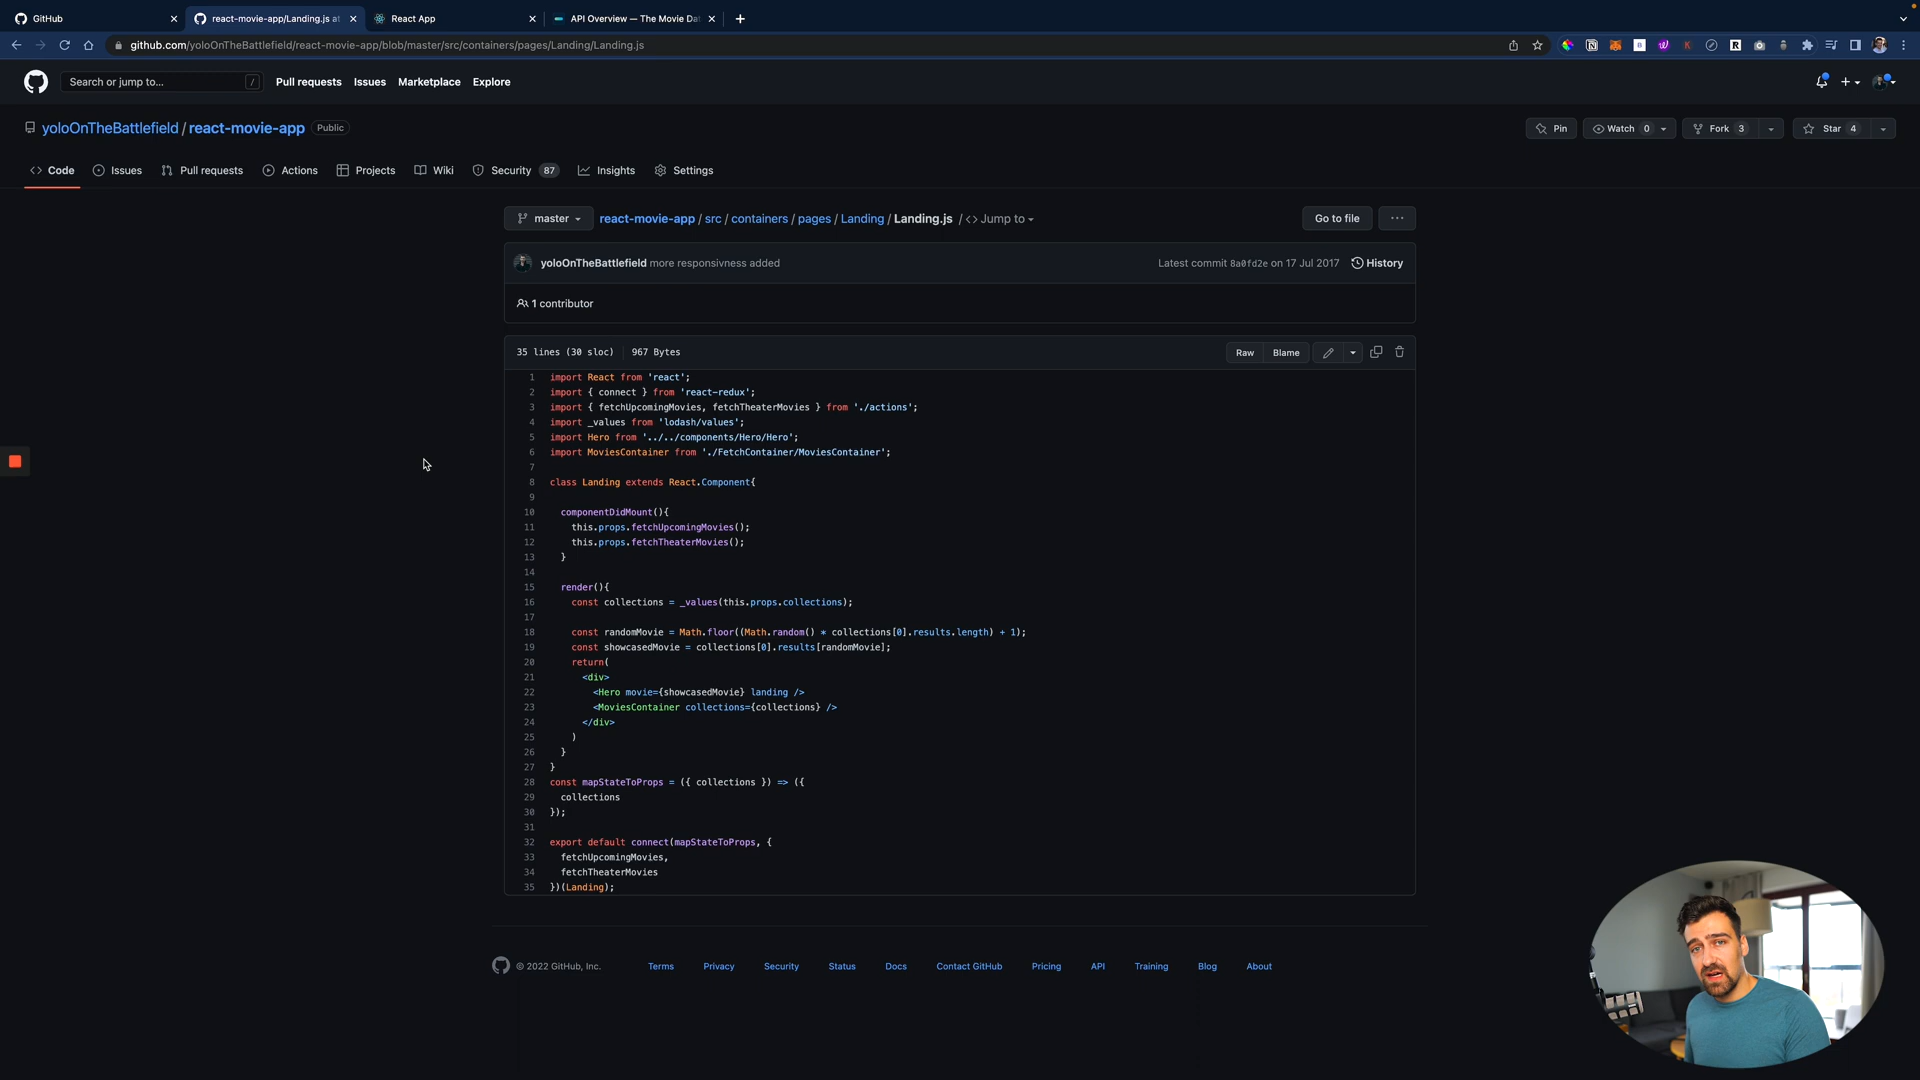 GitHub
react-movie-app/Landing.js at
React App
API Overview — The Movie Da
github.com/yoloOnTheBattlefield/react-movie-app/blob/master/src/containers/pages/Landing/Landing.js
Search or jump to... /
Pull requests Issues Marketplace Explore
yoloOnTheBattlefield / react-movie-app Public
Pin Watch 0 Fork 3 Star 4
Code Issues Pull requests Actions Projects Wiki Security 87 Insights Settings
master react-movie-app / src / containers / pages / Landing / Landing.js / <> Jump to Go to file ...
yoloOnTheBattlefield more responsivness added Latest commit 8a0fd2e on 17 Jul 2017 History
1 contributor
35 lines (30 sloc) 967 Bytes Raw Blame
1 import React from 'react';
2 import { connect } from 'react-redux';
3 import { fetchUpcomingMovies, fetchTheaterMovies } from './actions';
4 import _values from 'lodash/values';
5 import Hero from '../../components/Hero/Hero';
6 import MoviesContainer from './FetchContainer/MoviesContainer';
7
8 class Landing extends React.Component{
9
10 componentDidMount(){
11 this.props.fetchUpcomingMovies();
12 this.props.fetchTheaterMovies();
13 }
14
15 render(){
16 const collections = _values(this.props.collections);
17
18 const randomMovie = Math.floor((Math.random() * collections[0].results.length) + 1);
19 const showcasedMovie = collections[0].results[randomMovie];
20 return(
21 <div>
22 <Hero movie={showcasedMovie} landing />
23 <MoviesContainer collections={collections} />
24 </div>
25 )
26 }
27 }
28 const mapStateToProps = ({ collections }) => ({
29 collections
30 });
31
32 export default connect(mapStateToProps, {
33 fetchUpcomingMovies,
34 fetchTheaterMovies
35 })(Landing);
© 2022 GitHub, Inc. Terms Privacy Security Status Docs Contact GitHub Pricing API Training Blog About